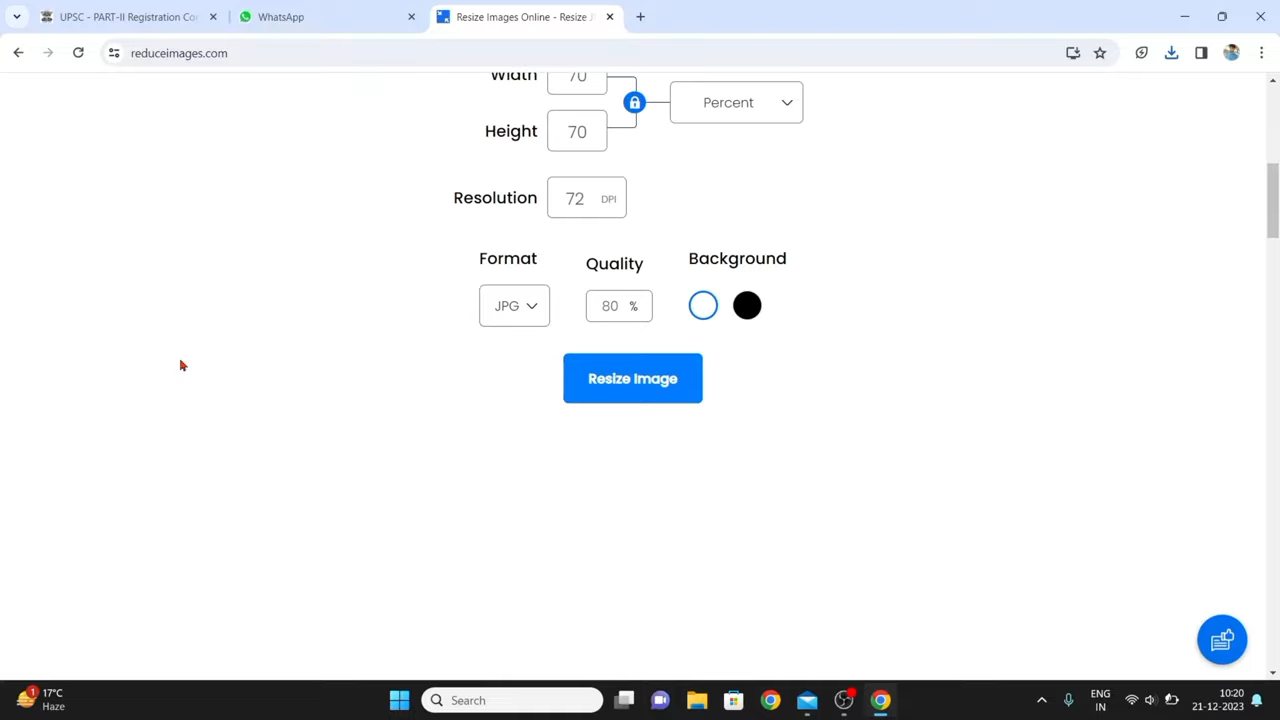 UPSC - PART-II Registration Co
WhatsApp
Resize Images Online - Resize J
reduceimages.com
Width
70
Percent
Height
70
Resolution
72 DPI
Format
Quality
Background
JPG
80 %
Resize Image
1
17°C
Haze
Search
ENG
IN
10:20
21-12-2023